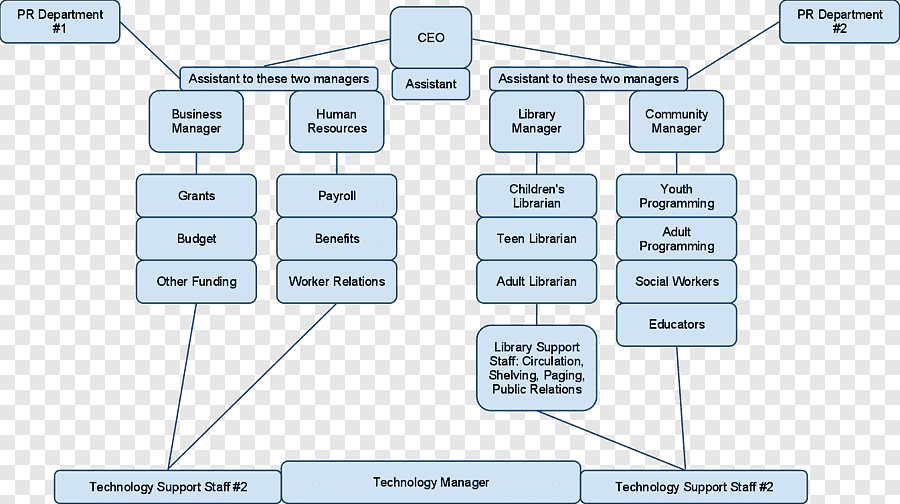 PR Department
#1
CEO
PR Department
#2
Assistant to these two managers
Assistant
Assistant to these two managers
Business
Manager
Human
Resources
Library
Manager
Community
Manager
Grants
Payroll
Children's
Librarian
Youth
Programming
Budget
Benefits
Teen Librarian
Adult
Programming
Other Funding
Worker Relations
Adult Librarian
Social Workers
Educators
Library Support
Staff: Circulation,
Shelving, Paging,
Public Relations
Technology Support Staff #2
Technology Manager
Technology Support Staff #2